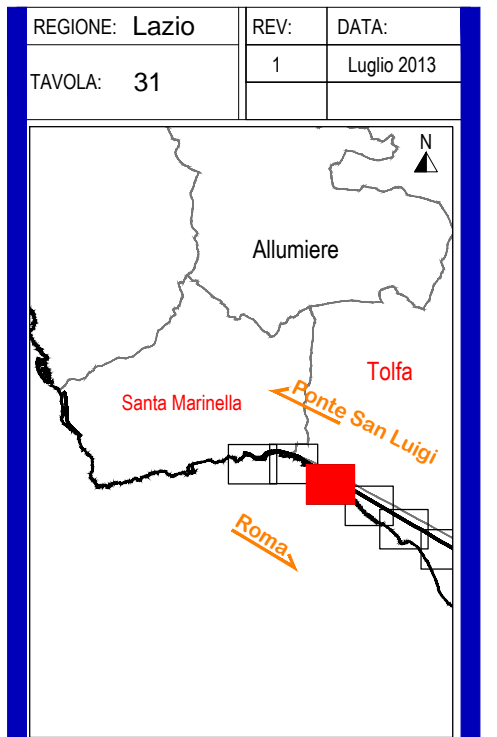 REGIONE: Lazio
REV: DATA:
TAVOLA: 31
1 Luglio 2013
N
Allumiere
Tolfa
Santa Marinella
Ponte San Luigi
Roma